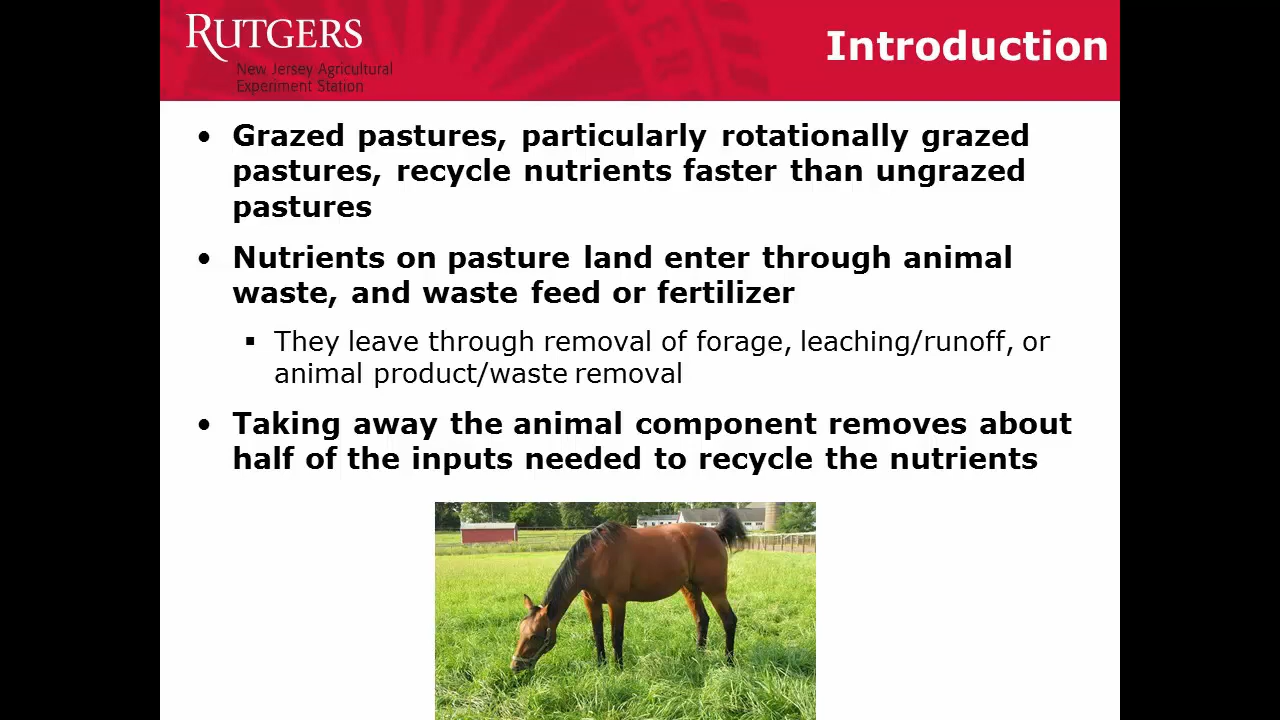 RUTGERS
New Jersey Agricultural
Experiment Station
Introduction
• Grazed pastures, particularly rotationally grazed
pastures, recycle nutrients faster than ungrazed
pastures
• Nutrients on pasture land enter through animal
waste, and waste feed or fertilizer
▪ They leave through removal of forage, leaching/runoff, or
animal product/waste removal
• Taking away the animal component removes about
half of the inputs needed to recycle the nutrients